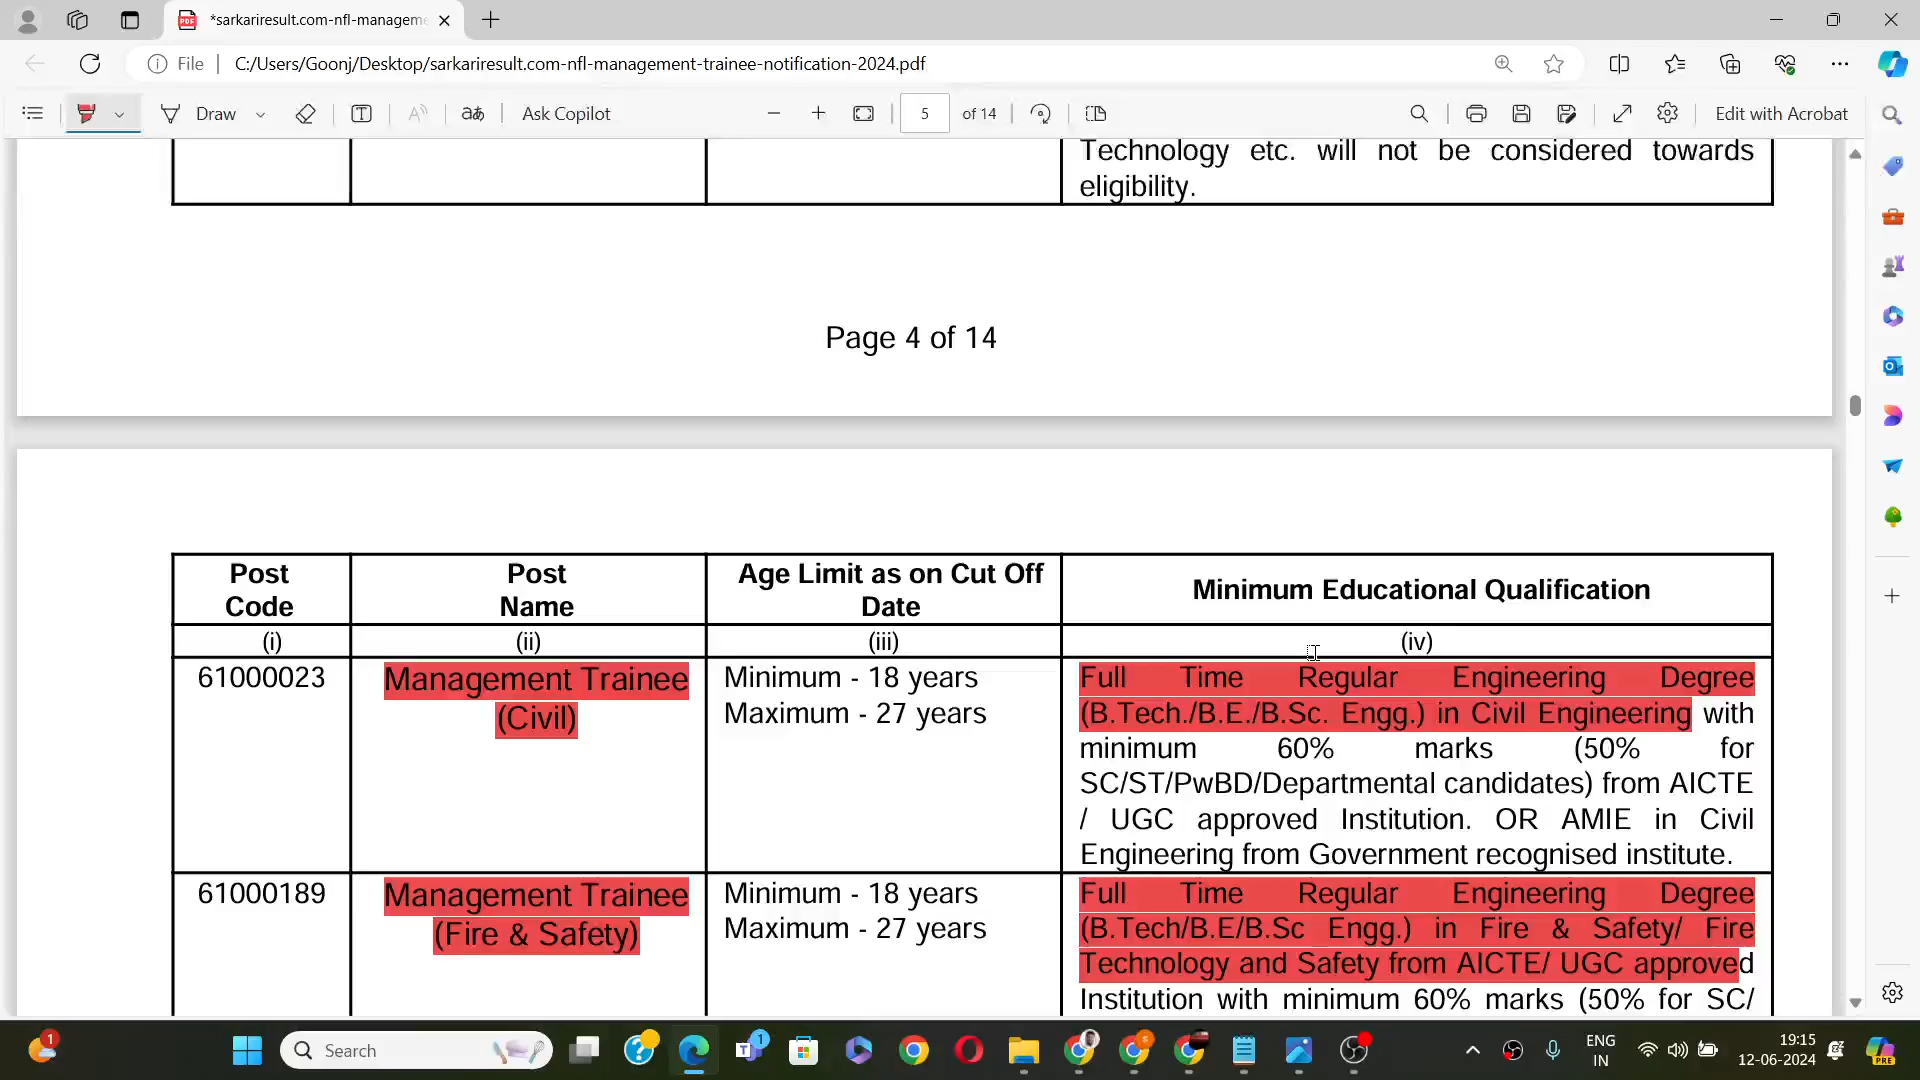 *sarkariresult.com-nfl-managem
File
C:/Users/Goonj/Desktop/sarkariresult.com-nfl-management-trainee-notification-2024.pdf
Draw
Ask Copilot
5
of 14
Edit with Acrobat
Technology etc. will not be considered towards
eligibility.
Page 4 of 14
Post
Code
Post
Name
Age Limit as on Cut Off
Date
Minimum Educational Qualification
(i)
(ii)
(iii)
(iv)
61000023
Management Trainee
(Civil)
Minimum - 18 years
Maximum - 27 years
Full Time Regular Engineering Degree
(B.Tech./B.E./B.Sc. Engg.) in Civil Engineering with
minimum 60% marks (50% for
SC/ST/PwBD/Departmental candidates) from AICTE
/ UGC approved Institution. OR AMIE in Civil
Engineering from Government recognised institute.
61000189
Management Trainee
(Fire & Safety)
Minimum - 18 years
Maximum - 27 years
Full Time Regular Engineering Degree
(B.Tech/B.E/B.Sc Engg.) in Fire & Safety/ Fire
Technology and Safety from AICTE/ UGC approved
Institution with minimum 60% marks (50% for SC/
1
Search
1
ENG
IN
19:15
12-06-2024
PRE